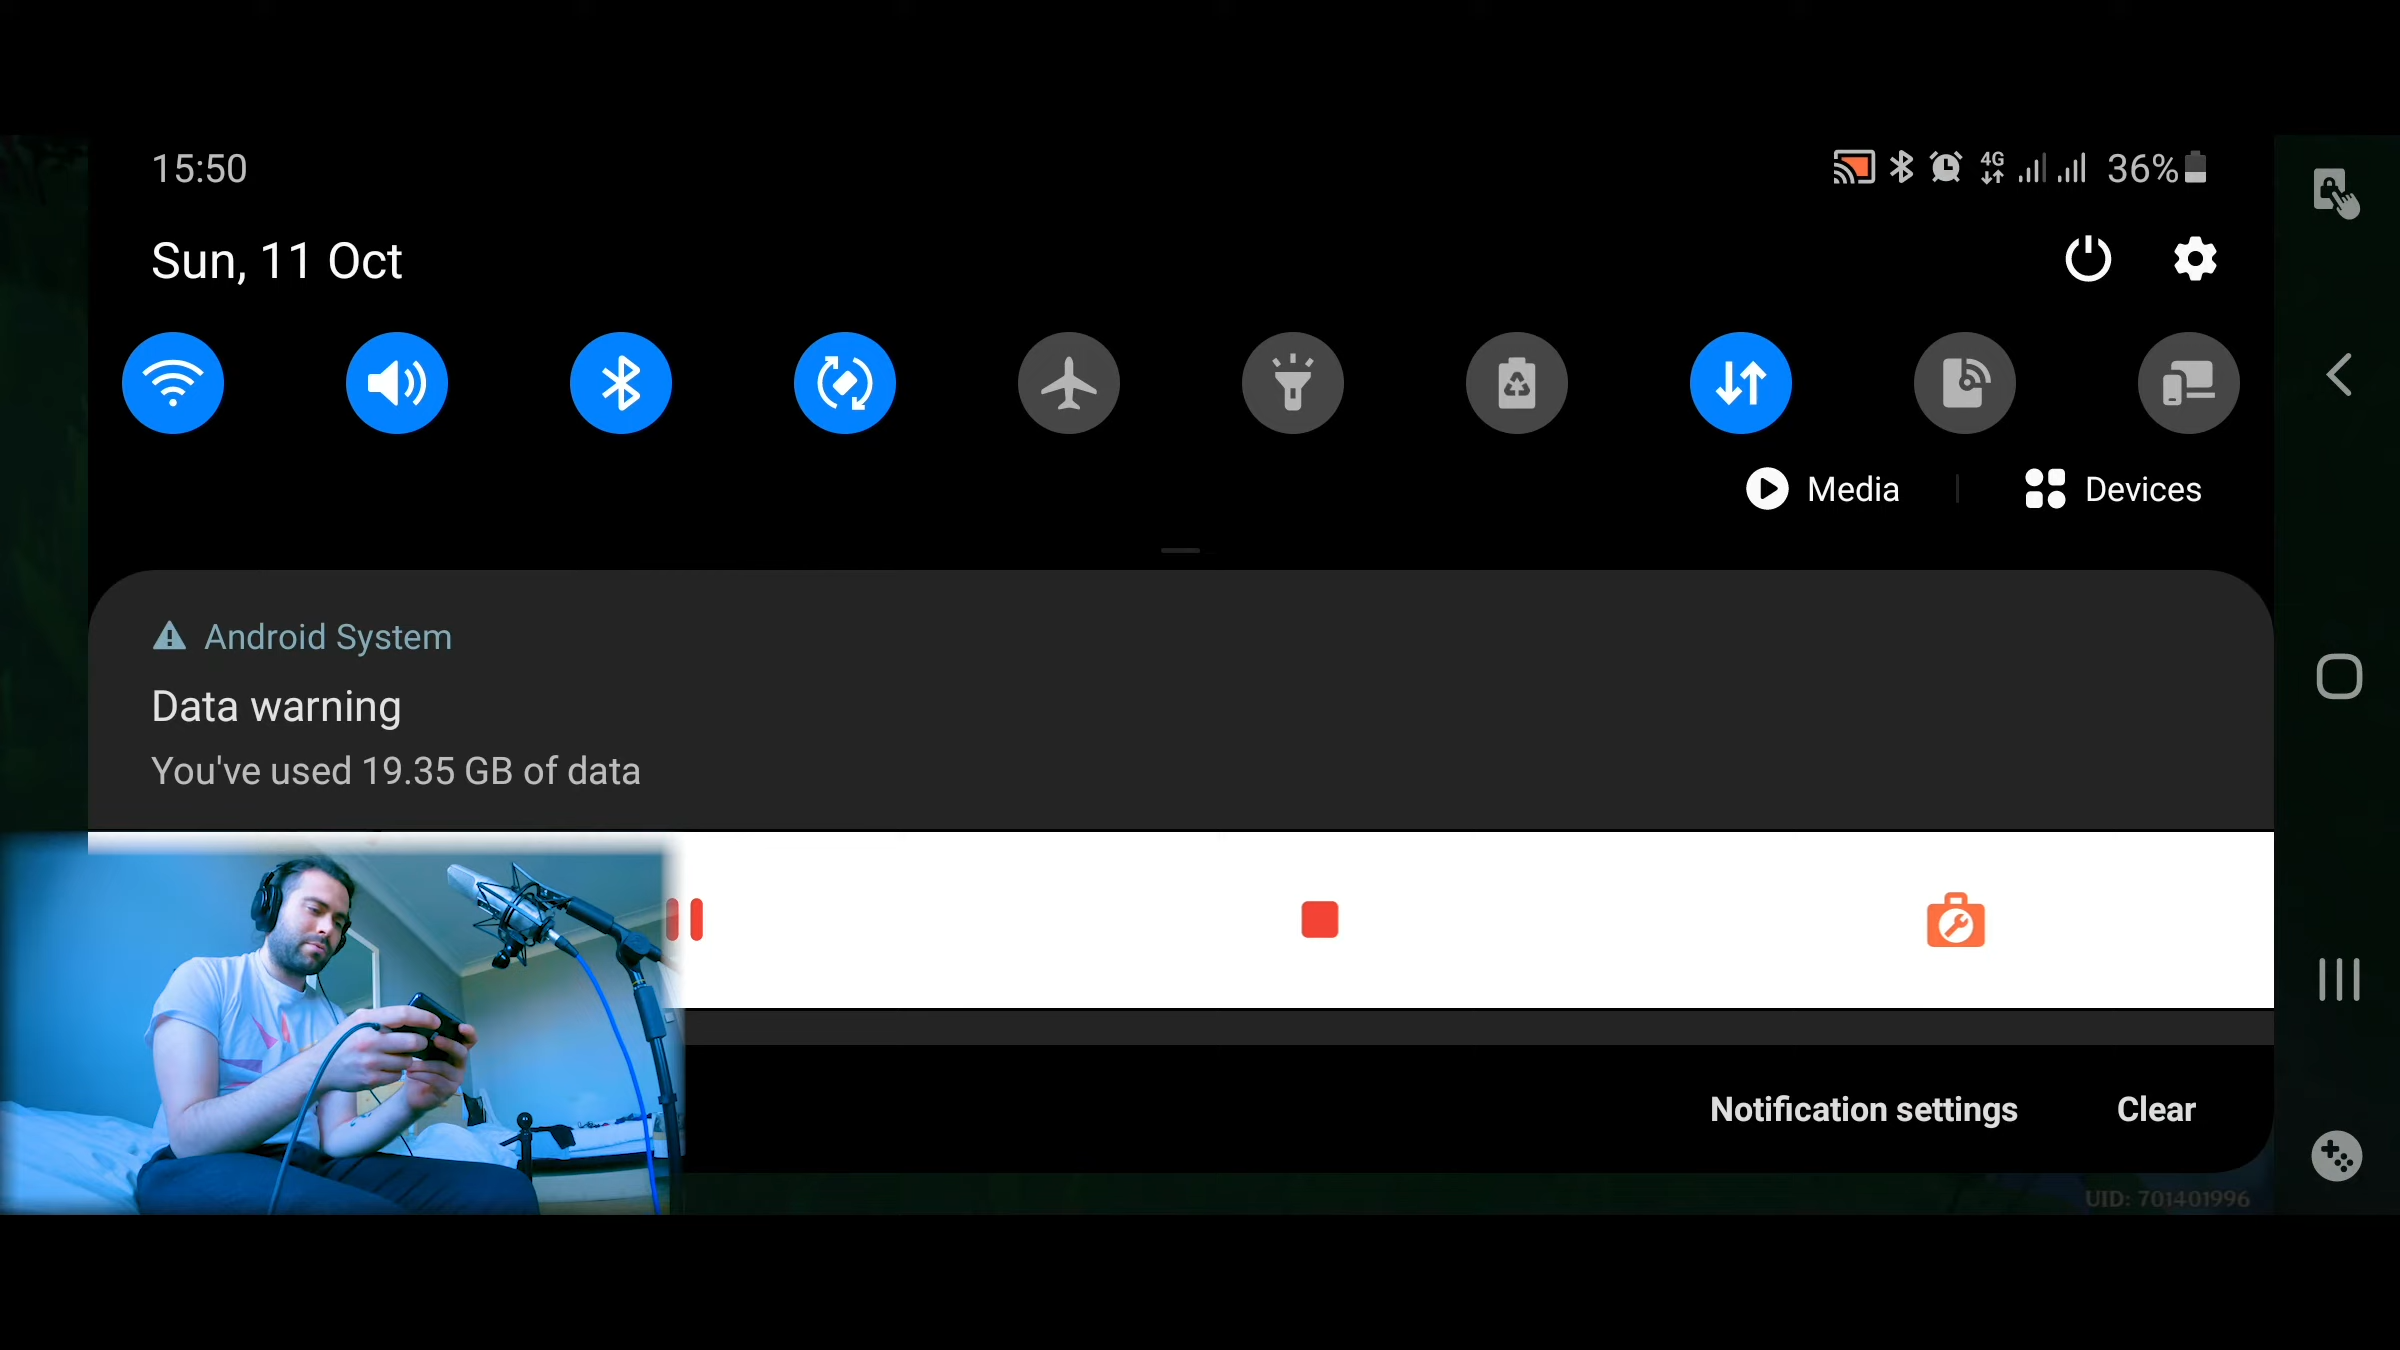 15:50
4G
36%
Sun, 11 Oct
Media
Devices
Android System
Data warning
You've used 19.35 GB of data
Notification settings
Clear
UID: 701401996